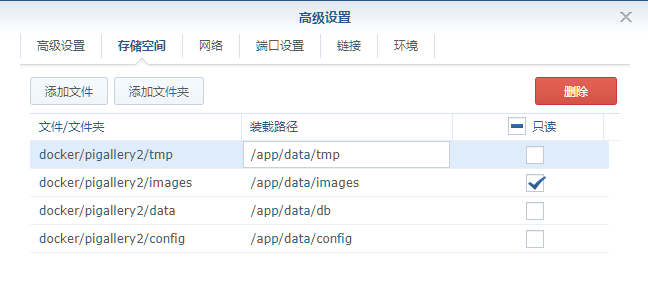 高级设置
高级设置 存储空间 网络 端口设置 链接 环境
添加文件 添加文件夹 删除
文件/文件夹 装载路径 只读
docker/pigallery2/tmp /app/data/tmp
docker/pigallery2/images /app/data/images
docker/pigallery2/data /app/data/db
docker/pigallery2/config /app/data/config